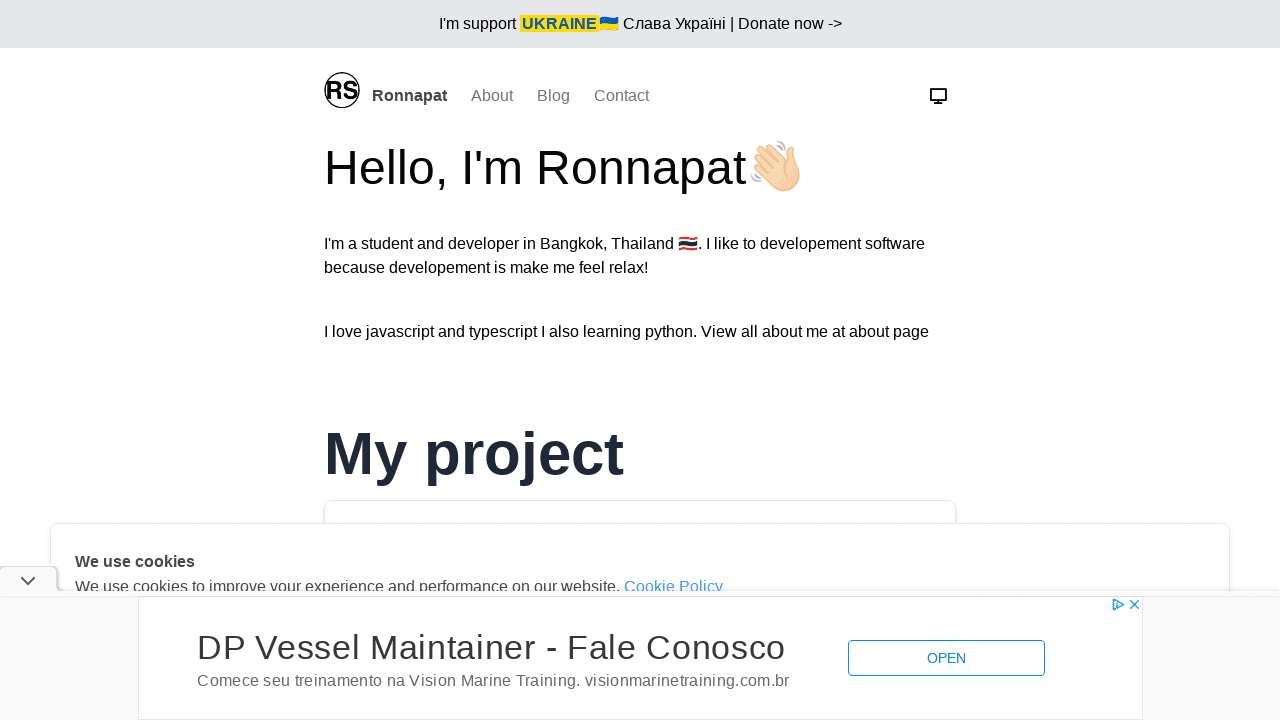 I'm support UKRAINE🇺🇦 Слава Україні | Donate now ->
RS Ronnapat About Blog Contact
Hello, I'm Ronnapat👋🏻
I'm a student and developer in Bangkok, Thailand 🇹🇭. I like to developement software
because developement is make me feel relax!
I love javascript and typescript I also learning python. View all about me at about page
My project
We use cookies
We use cookies to improve your experience and performance on our website. Cookie Policy
DP Vessel Maintainer - Fale Conosco
Comece seu treinamento na Vision Marine Training. visionmarinetraining.com.br
OPEN